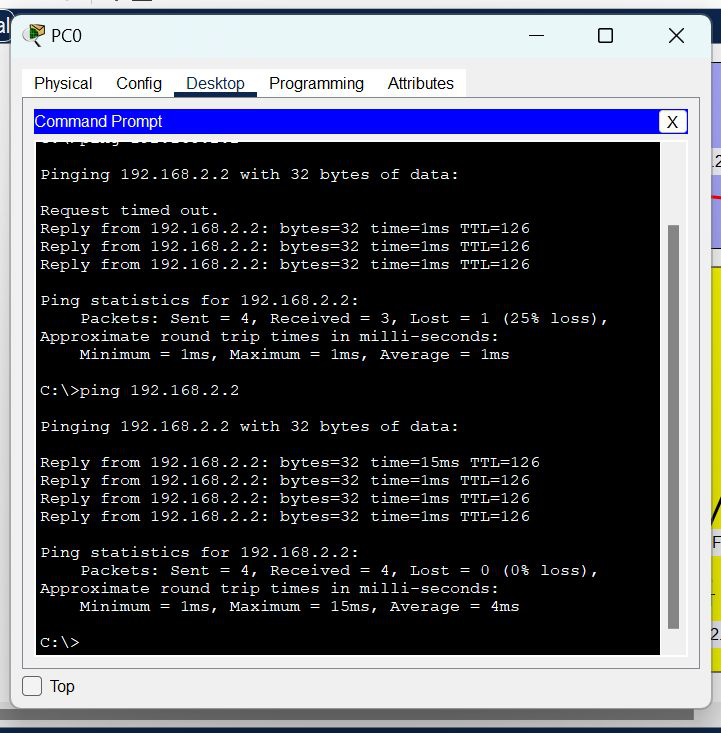 PC0
Physical Config Desktop Programming Attributes
Command Prompt
X
Pinging 192.168.2.2 with 32 bytes of data:
Request timed out.
Reply from 192.168.2.2: bytes=32 time=1ms TTL=126
Reply from 192.168.2.2: bytes=32 time=1ms TTL=126
Reply from 192.168.2.2: bytes=32 time=1ms TTL=126
Ping statistics for 192.168.2.2:
Packets: Sent = 4, Received = 3, Lost = 1 (25% loss),
Approximate round trip times in milli-seconds:
Minimum = 1ms, Maximum = 1ms, Average = 1ms
C:\>ping 192.168.2.2
Pinging 192.168.2.2 with 32 bytes of data:
Reply from 192.168.2.2: bytes=32 time=15ms TTL=126
Reply from 192.168.2.2: bytes=32 time=1ms TTL=126
Reply from 192.168.2.2: bytes=32 time=1ms TTL=126
Reply from 192.168.2.2: bytes=32 time=1ms TTL=126
Ping statistics for 192.168.2.2:
Packets: Sent = 4, Received = 4, Lost = 0 (0% loss),
Approximate round trip times in milli-seconds:
Minimum = 1ms, Maximum = 15ms, Average = 4ms
C:\>
Top